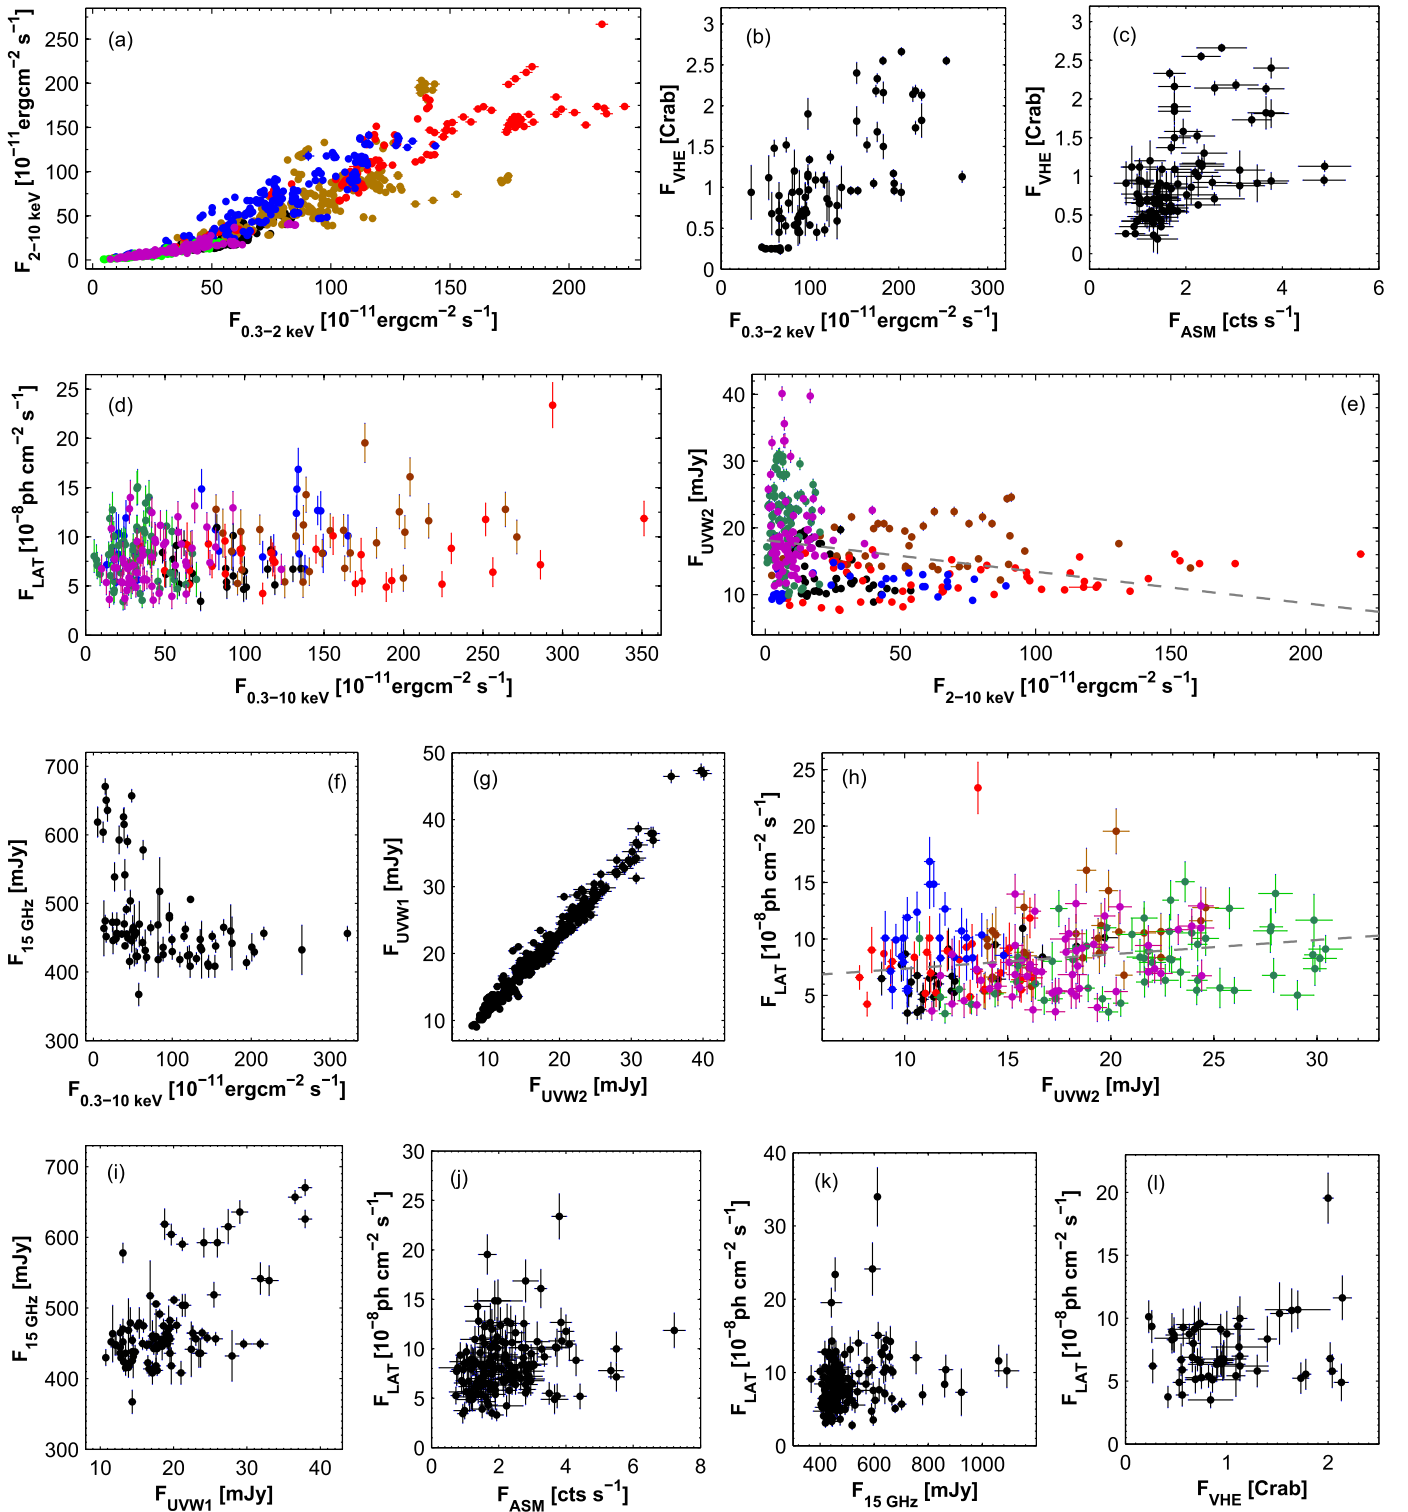 (a)
250
200
150
100
50
0
F2−10 keV [10−11ergcm−2 s−1]
0 50 100 150 200
F0.3−2 keV [10−11ergcm−2 s−1]
(b)
3
2.5
2
1.5
1
0.5
0
FVHE [Crab]
0 100 200 300
F0.3−2 keV [10−11ergcm−2 s−1]
(c)
3
2.5
2
1.5
1
0.5
0
FVHE [Crab]
0 2 4 6
FASM [cts s−1]
(d)
25
20
15
10
5
0
FLAT [10−8ph cm−2 s−1]
0 50 100 150 200 250 300 350
F0.3−10 keV [10−11ergcm−2 s−1]
(e)
40
30
20
10
FUVW2 [mJy]
0 50 100 150 200
F2−10 keV [10−11ergcm−2 s−1]
(f)
700
600
500
400
300
F15 GHz [mJy]
0 100 200 300
F0.3−10 keV [10−11ergcm−2 s−1]
(g)
50
40
30
20
10
FUVW1 [mJy]
10 20 30 40
FUVW2 [mJy]
(h)
25
20
15
10
5
FLAT [10−8ph cm−2 s−1]
10 15 20 25 30
FUVW2 [mJy]
(i)
700
600
500
400
300
F15 GHz [mJy]
10 20 30 40
FUVW1 [mJy]
(j)
30
25
20
15
10
5
0
FLAT [10−8ph cm−2 s−1]
0 2 4 6 8
FASM [cts s−1]
(k)
40
30
20
10
0
FLAT [10−8ph cm−2 s−1]
400 600 800 1000
F15 GHz [mJy]
(l)
20
15
10
5
0
FLAT [10−8ph cm−2 s−1]
0 1 2
FVHE [Crab]